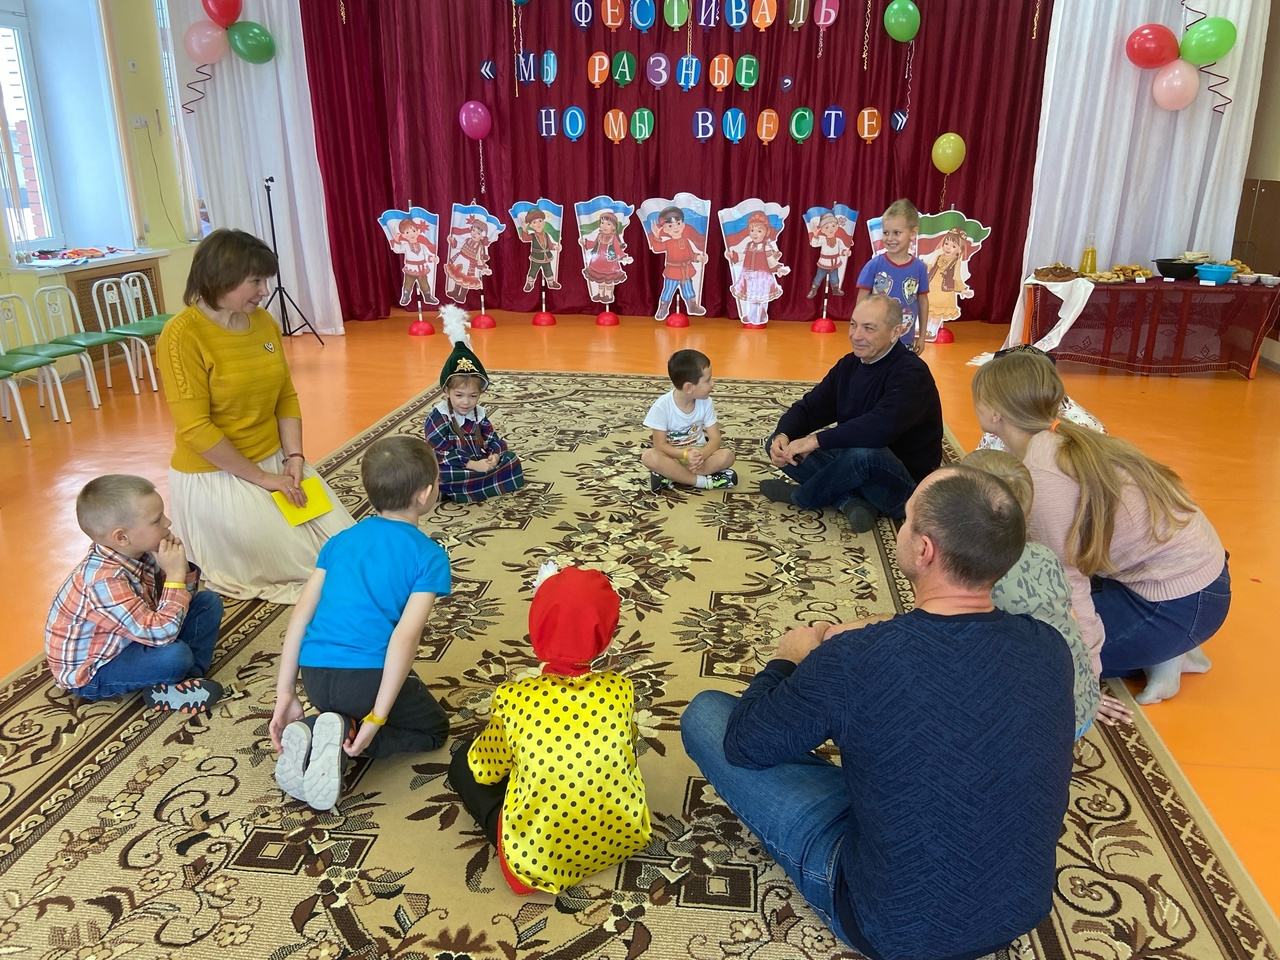 ФЕСТИВАЛЬ
« МЫ РАЗНЫЕ,
НО МЫ ВМЕСТЕ »